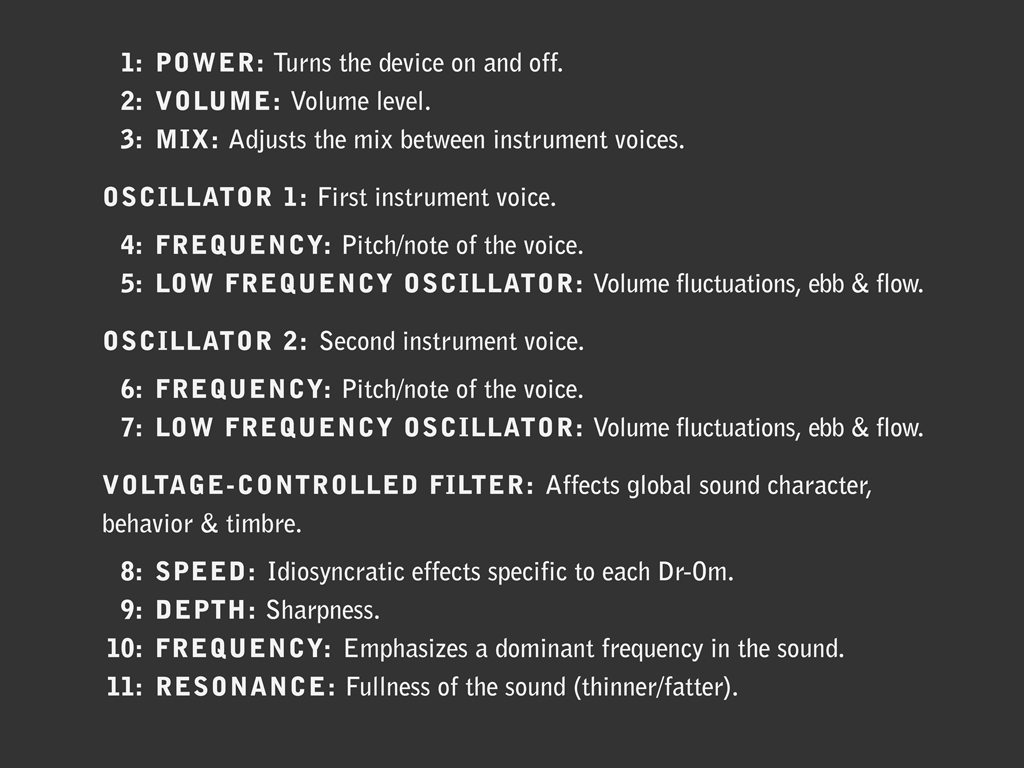 1: POWER: Turns the device on and off.
2: VOLUME: Volume level.
3: MIX: Adjusts the mix between instrument voices.
OSCILLATOR 1: First instrument voice.
4: FREQUENCY: Pitch/note of the voice.
5: LOW FREQUENCY OSCILLATOR: Volume fluctuations, ebb & flow.
OSCILLATOR 2: Second instrument voice.
6: FREQUENCY: Pitch/note of the voice.
7: LOW FREQUENCY OSCILLATOR: Volume fluctuations, ebb & flow.
VOLTAGE-CONTROLLED FILTER: Affects global sound character,
behavior & timbre.
8: SPEED: Idiosyncratic effects specific to each Dr-Om.
9: DEPTH: Sharpness.
10: FREQUENCY: Emphasizes a dominant frequency in the sound.
11: RESONANCE: Fullness of the sound (thinner/fatter).